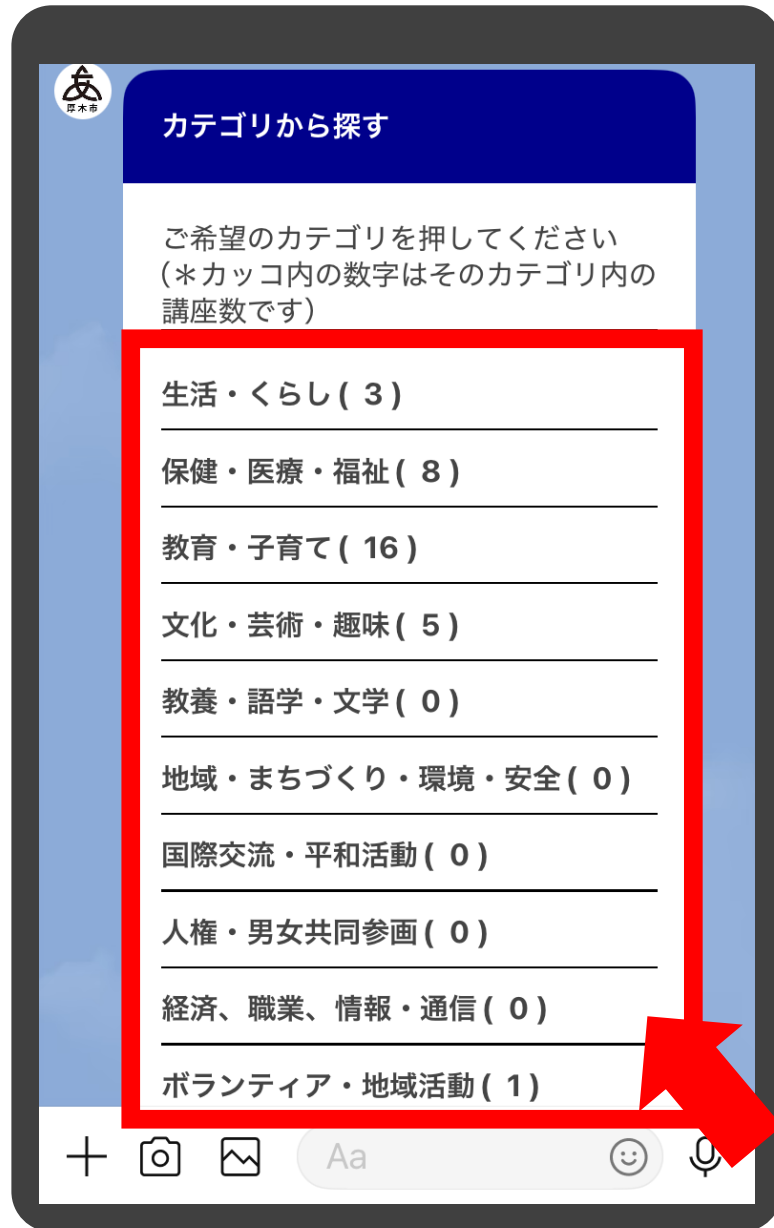 厚木市
カテゴリから探す
ご希望のカテゴリを押してください
(＊カッコ内の数字はそのカテゴリ内の
講座数です)
生活・くらし( 3 )
保健・医療・福祉( 8 )
教育・子育て( 16 )
文化・芸術・趣味( 5 )
教養・語学・文学( 0 )
地域・まちづくり・環境・安全( 0 )
国際交流・平和活動( 0 )
人権・男女共同参画( 0 )
経済、職業、情報・通信( 0 )
ボランティア・地域活動( 1 )
Aa